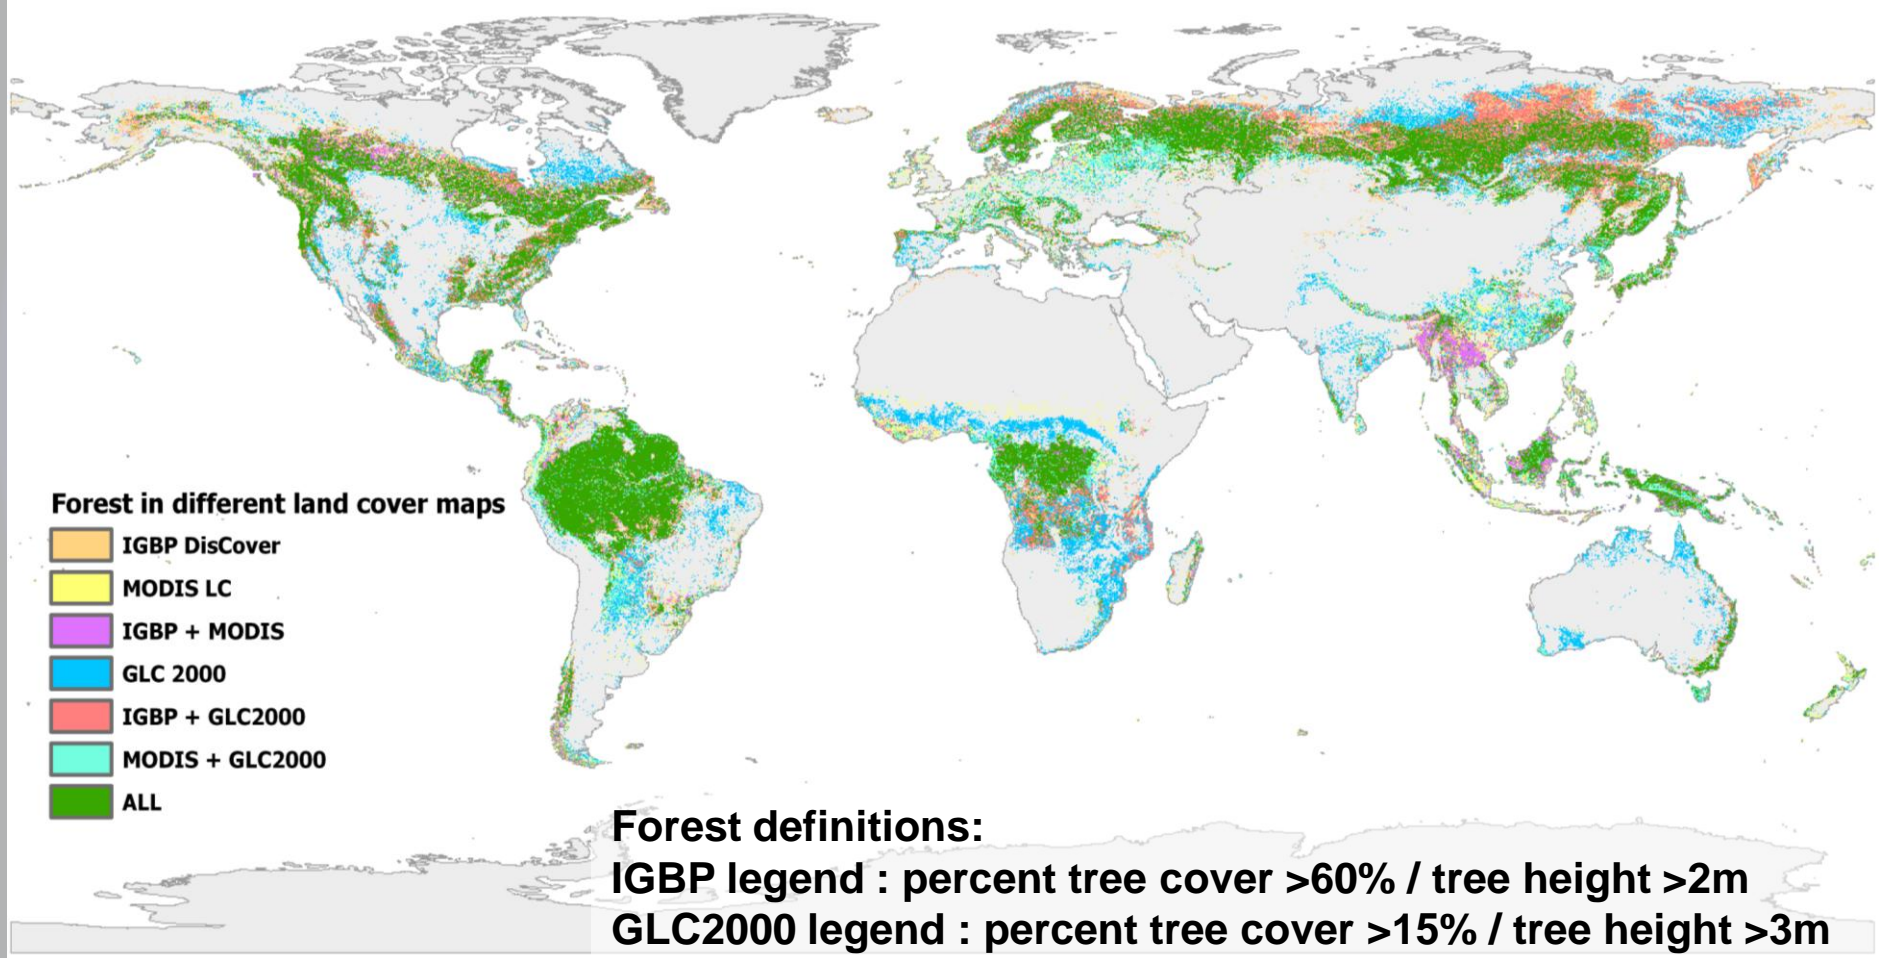 Forest in different land cover maps
IGBP DisCover
MODIS LC
IGBP + MODIS
GLC 2000
IGBP + GLC2000
MODIS + GLC2000
ALL
Forest definitions:
IGBP legend : percent tree cover >60% / tree height >2m
GLC2000 legend : percent tree cover >15% / tree height >3m